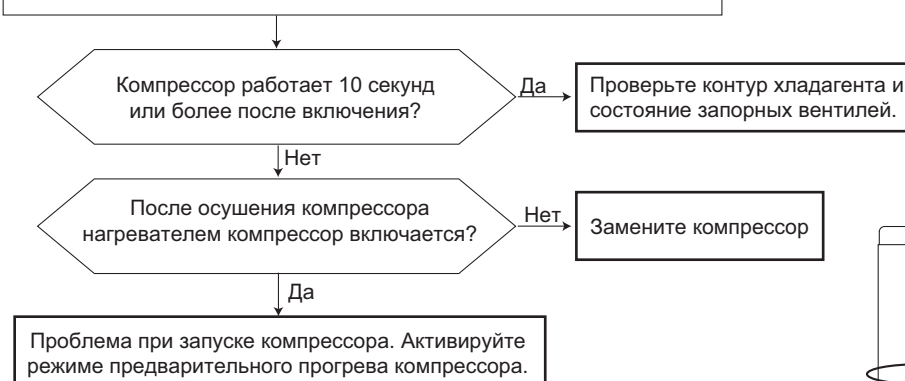 Компрессор работает 10 секунд
или более после включения?
Да
Проверьте контур хладагента и
состояние запорных вентилей.
Нет
После осушения компрессора
нагревателем компрессор включается?
Нет
Замените компрессор
Да
Проблема при запуске компрессора. Активируйте
режиме предварительного прогрева компрессора.